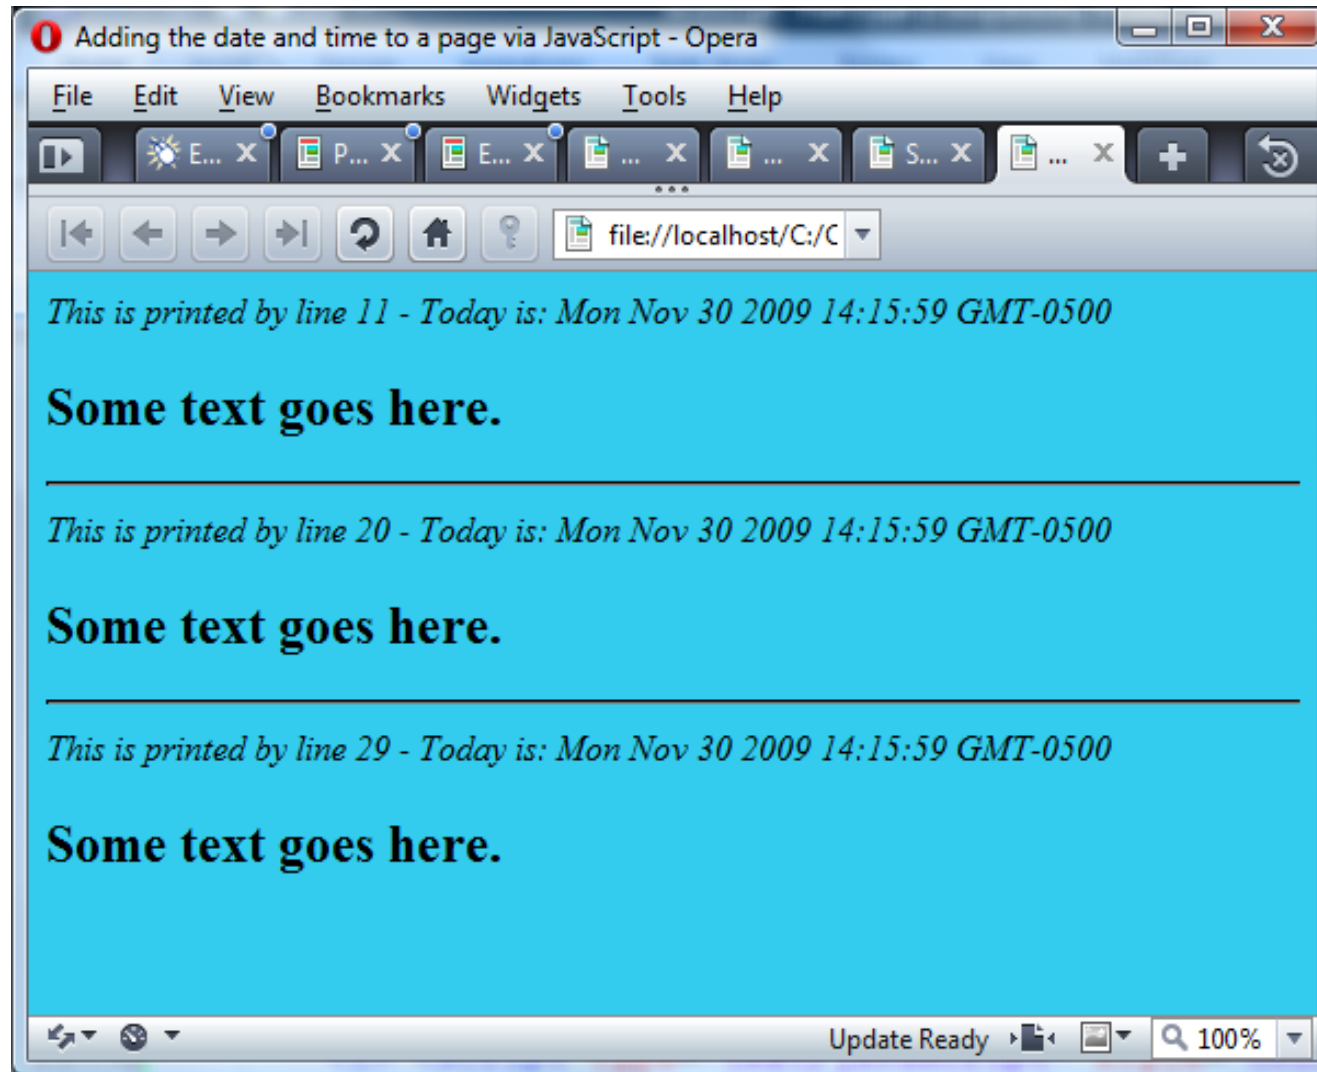 Adding the date and time to a page via JavaScript - Opera
File Edit View Bookmarks Widgets Tools Help
E... P... E... ... ... S... ...
file://localhost/C:/C
This is printed by line 11 - Today is: Mon Nov 30 2009 14:15:59 GMT-0500
Some text goes here.
This is printed by line 20 - Today is: Mon Nov 30 2009 14:15:59 GMT-0500
Some text goes here.
This is printed by line 29 - Today is: Mon Nov 30 2009 14:15:59 GMT-0500
Some text goes here.
Update Ready 100%